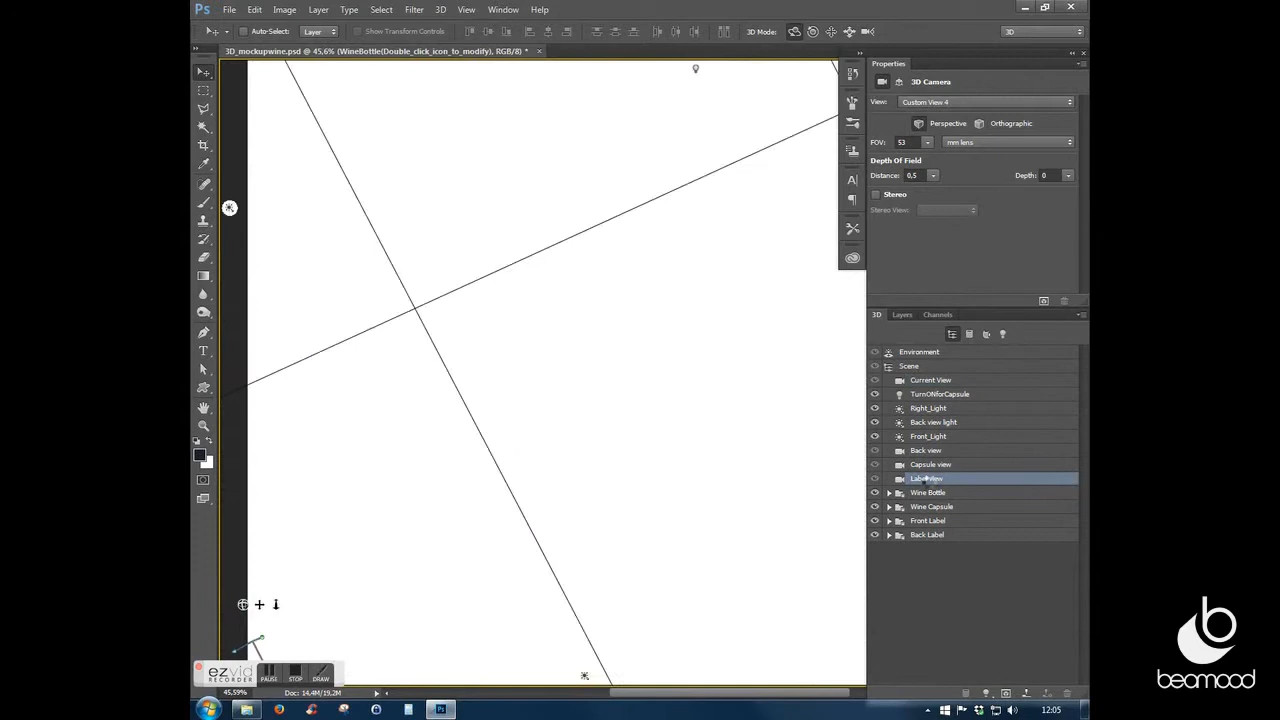 Ps File Edit Image Layer Type Select Filter 3D View Window Help
Auto-Select: Layer Show Transform Controls 3D Mode: 3D
3D_mockupwine.psd @ 45,6% (WineBottle(Double_click_icon_to_modify), RGB/8) *
Properties
3D Camera
View: Custom View 4
Perspective Orthographic
FOV: 53 mm lens
Depth Of Field
Distance: 0,5 Depth: 0
Stereo
Stereo View:
3D Layers Channels
Environment
Scene
Current View
TurnONforCapsule
Right_Light
Back view light
Front_Light
Back view
Capsule view
Label view
Wine Bottle
Wine Capsule
Front Label
Back Label
ezvid
RECORDER
PAUSE STOP DRAW
45,59% Doc: 14,4M/19,2M
Ps 12:05
beamood